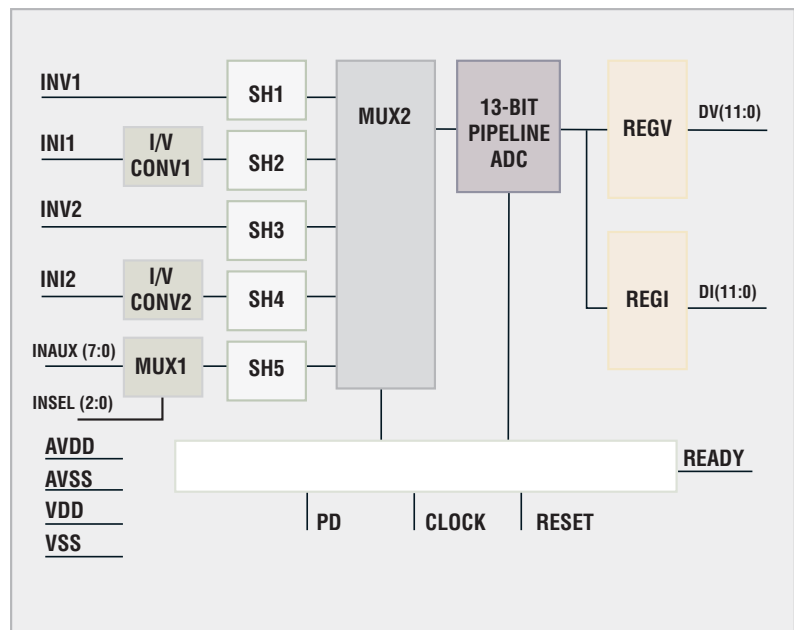 INV1
SH1
MUX2
13-BIT
PIPELINE
ADC
REGV
DV(11:0)
INI1
I/V
CONV1
SH2
INV2
SH3
INI2
I/V
CONV2
SH4
REGI
DI(11:0)
INAUX (7:0)
MUX1
SH5
INSEL (2:0)
AVDD
AVSS
VDD
VSS
READY
PD
CLOCK
RESET